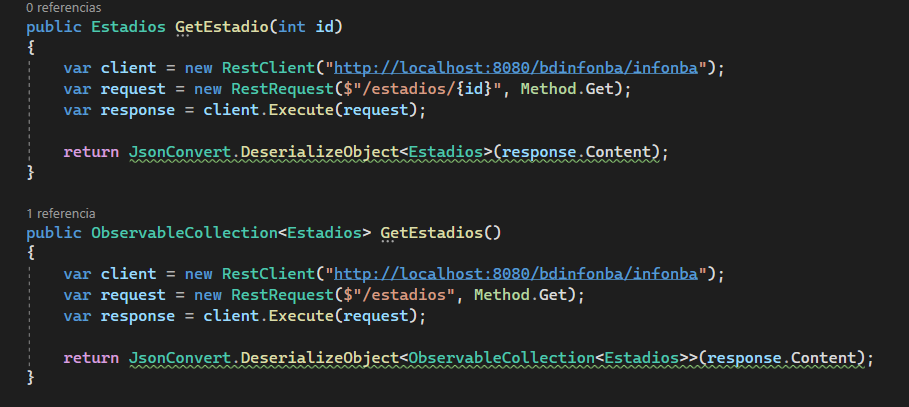 0 referencias
public Estadios GetEstadio(int id)
{
var client = new RestClient("http://localhost:8080/bdinfonba/infonba");
var request = new RestRequest($"/estadios/{id}", Method.Get);
var response = client.Execute(request);
return JsonConvert.DeserializeObject<Estadios>(response.Content);
}
1 referencia
public ObservableCollection<Estadios> GetEstadios()
{
var client = new RestClient("http://localhost:8080/bdinfonba/infonba");
var request = new RestRequest($"/estadios", Method.Get);
var response = client.Execute(request);
return JsonConvert.DeserializeObject<ObservableCollection<Estadios>>(response.Content);
}